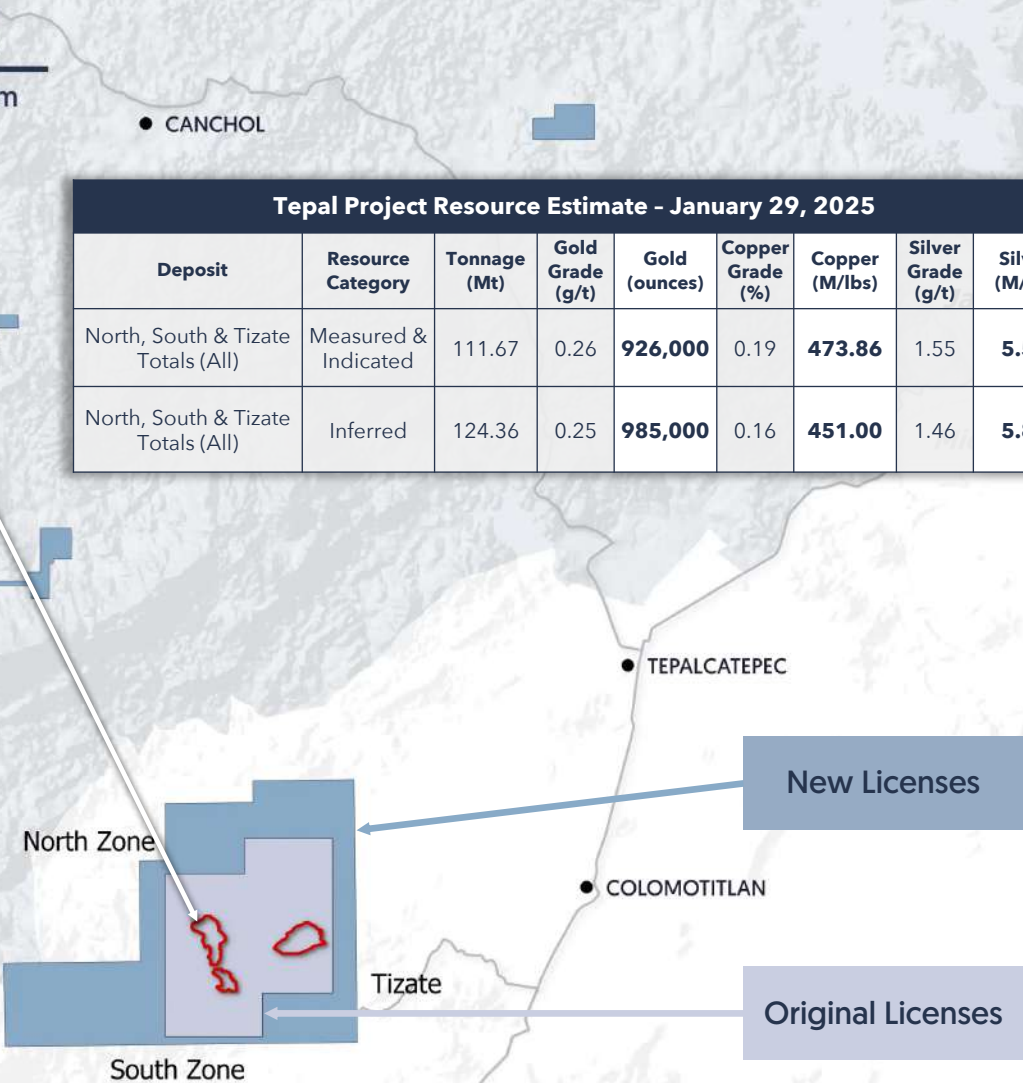 m
CANCHOL
Tepal Project Resource Estimate – January 29, 2025
Deposit
Resource
Category
Tonnage
(Mt)
Gold
Grade
(g/t)
Gold
(ounces)
Copper
Grade
(%)
Copper
(M/lbs)
Silver
Grade
(g/t)
North, South & Tizate
Totals (All)
Measured &
Indicated
111.67
0.26
926,000
0.19
473.86
1.55
North, South & Tizate
Totals (All)
Inferred
124.36
0.25
985,000
0.16
451.00
1.46
TEPALCATEPEC
New Licenses
North Zone
COLOMOTITLAN
Tizate
Original Licenses
South Zone